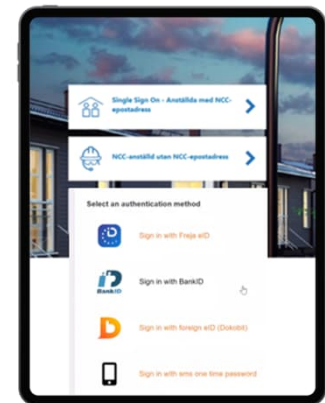 Single Sign On - Anställda med NCC-
epostadress
NCC-anställd utan NCC-epostadress
Select an authentication method
Sign in with Freja eID
BankID
Sign in with BankID
Sign in with foreign eID (Dokobit)
Sign in with sms one time password